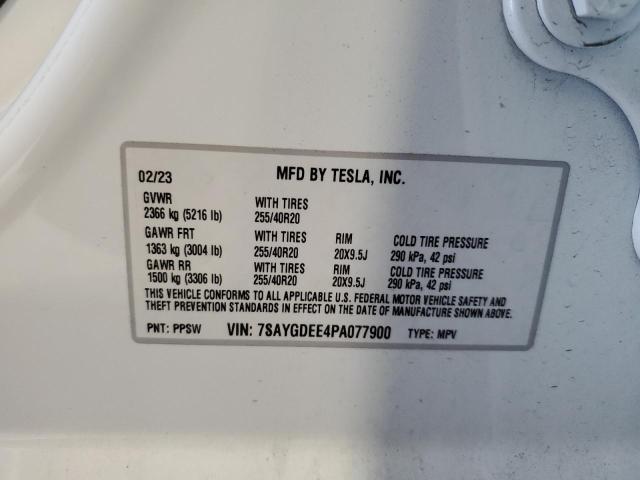 02/23 MFD BY TESLA, INC.
GVWR WITH TIRES
2366 kg (5216 lb) 255/40R20
GAWR FRT WITH TIRES RIM COLD TIRE PRESSURE
1363 kg (3004 lb) 255/40R20 20X9.5J 290 kPa, 42 psi
GAWR RR WITH TIRES RIM COLD TIRE PRESSURE
1500 kg (3306 lb) 255/40R20 20X9.5J 290 kPa, 42 psi
THIS VEHICLE CONFORMS TO ALL APPLICABLE U.S. FEDERAL MOTOR VEHICLE SAFETY AND
THEFT PREVENTION STANDARDS IN EFFECT ON THE DATE OF MANUFACTURE SHOWN ABOVE.
PNT: PPSW VIN: 7SAYGDEE4PA077900 TYPE: MPV